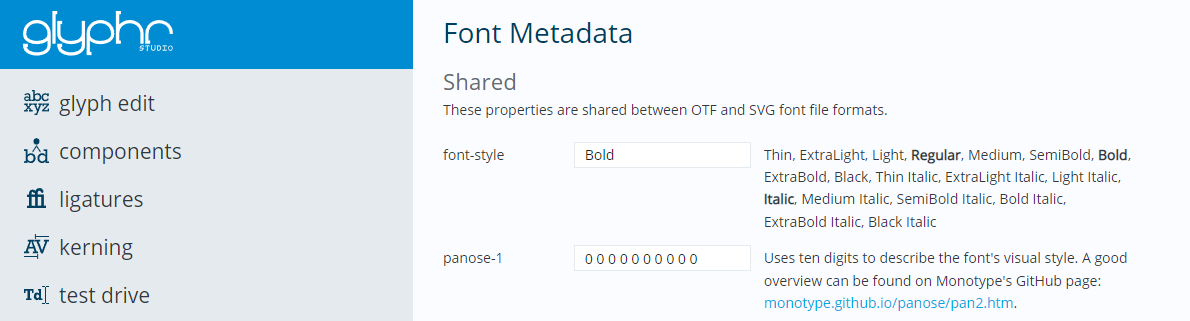 glyphr
STUDIO
abc
xyz
glyph edit
bd
components
ffi
ligatures
AV
kerning
Td
test drive
Font Metadata
Shared
These properties are shared between OTF and SVG font file formats.
font-style
Bold
Thin, ExtraLight, Light, Regular, Medium, SemiBold, Bold,
ExtraBold, Black, Thin Italic, ExtraLight Italic, Light Italic,
Italic, Medium Italic, SemiBold Italic, Bold Italic,
ExtraBold Italic, Black Italic
panose-1
0 0 0 0 0 0 0 0 0 0
Uses ten digits to describe the font's visual style. A good
overview can be found on Monotype's GitHub page:
monotype.github.io/panose/pan2.htm.